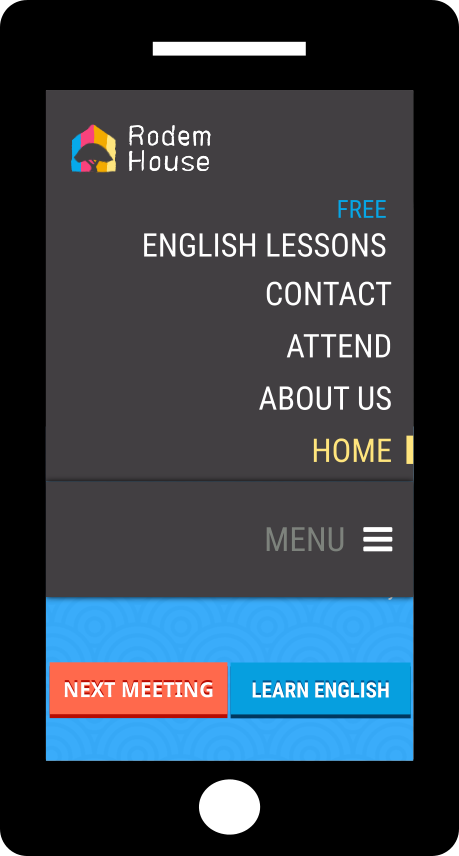 Rodem
House
FREE
ENGLISH LESSONS
CONTACT
ATTEND
ABOUT US
HOME
MENU
NEXT MEETING
LEARN ENGLISH